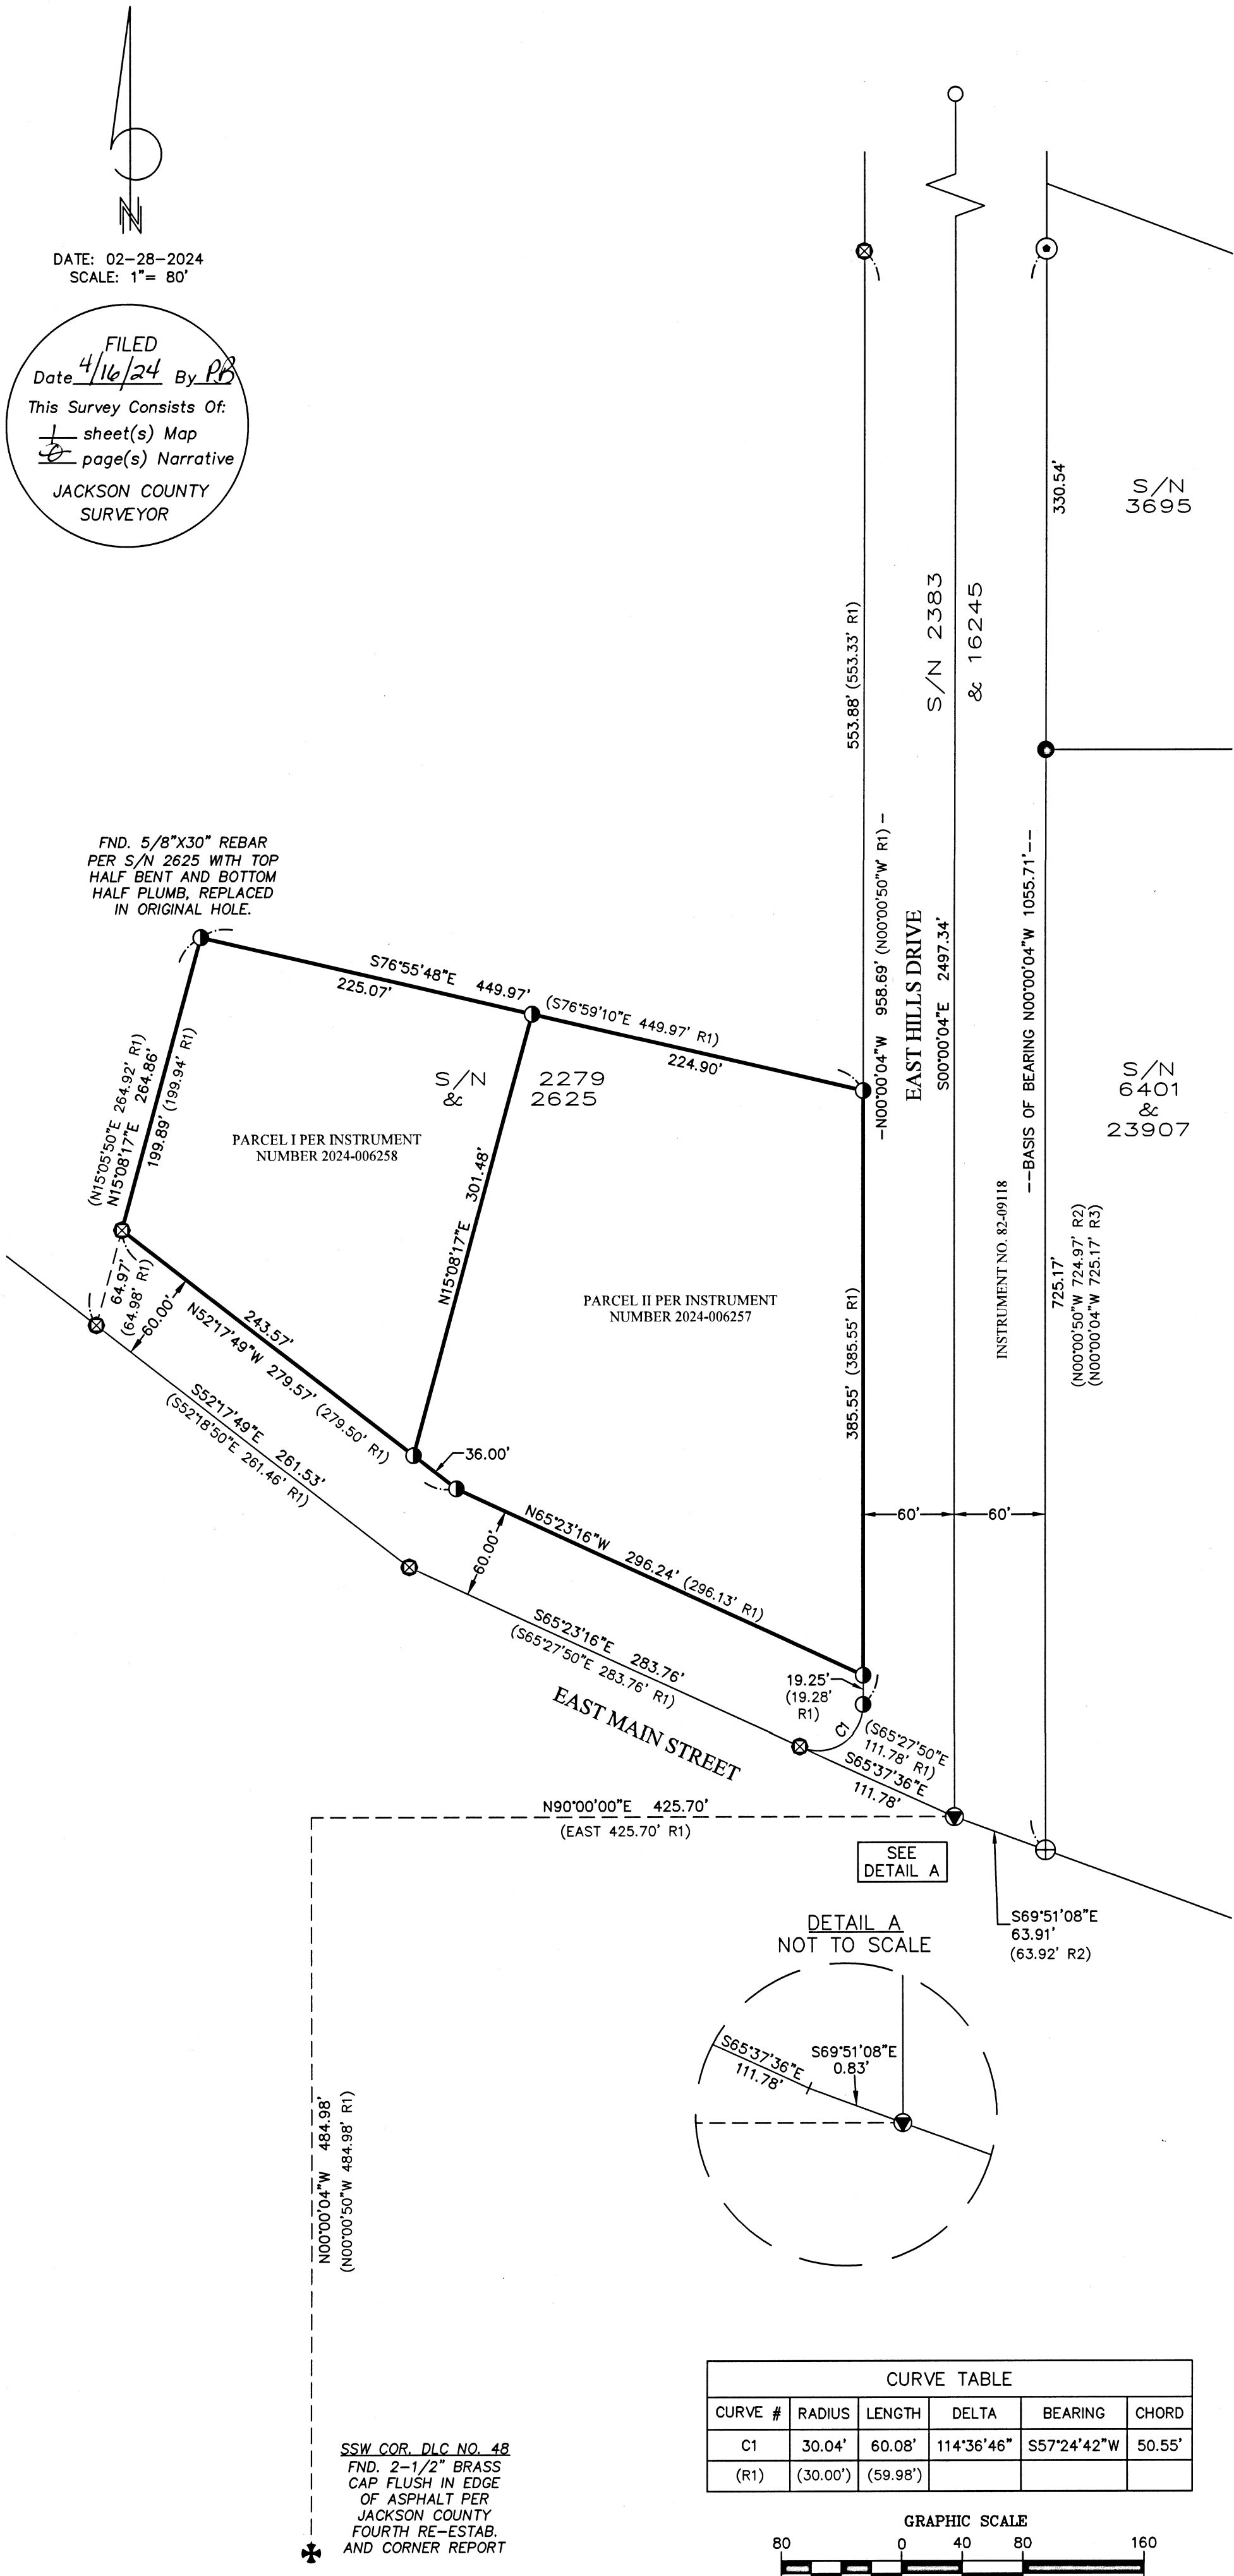 N
DATE: 02-28-2024
SCALE: 1"= 80'
FILED
Date 4/16/24 By PB
This Survey Consists Of:
1 sheet(s) Map
0 page(s) Narrative
JACKSON COUNTY
SURVEYOR
330.54'
S/N
3695
S/N 2383
& 16245
553.88' (553.33' R1)
FND. 5/8"X30" REBAR
PER S/N 2625 WITH TOP
HALF BENT AND BOTTOM
HALF PLUMB, REPLACED
IN ORIGINAL HOLE.
-N00°00'04"W 958.69' (N00°00'50"W R1) -
EAST HILLS DRIVE
S00°00'04"E 2497.34'
--BASIS OF BEARING N00°00'04"W 1055.71'--
S76°55'48"E 449.97' (S76°59'10"E 449.97' R1)
225.07'
224.90'
S/N 2279
& 2625
S/N
6401
&
23907
(N15°05'50"E 264.92' R1)
N15°08'17"E 264.86'
199.89' (199.94' R1)
PARCEL I PER INSTRUMENT
NUMBER 2024-006258
N15°08'17"E 301.48'
PARCEL II PER INSTRUMENT
NUMBER 2024-006257
INSTRUMENT NO. 82-09118
725.17'
(N00°00'50"W 724.97' R2)
(N00°00'04"W 725.17' R3)
385.55' (385.55' R1)
64.97'
(64.98' R1)
60.00'
243.57'
N52°17'49"W 279.57' (279.50' R1)
S52°17'49"E 261.53'
(S52°18'50"E 261.46' R1)
36.00'
60.00'
N65°23'16"W 296.24' (296.13' R1)
60'
60'
S65°23'16"E 283.76'
(S65°27'50"E 283.76' R1)
EAST MAIN STREET
19.25'
(19.28'
R1)
C1
(S65°27'50"E
111.78' R1)
S65°37'36"E
111.78'
N90°00'00"E 425.70'
(EAST 425.70' R1)
SEE
DETAIL A
S69°51'08"E
63.91'
(63.92' R2)
DETAIL A
NOT TO SCALE
S65°37'36"E
111.78'
S69°51'08"E
0.83'
N00°00'04"W 484.98'
(N00°00'50"W 484.98' R1)
CURVE TABLE
CURVE # RADIUS LENGTH DELTA BEARING CHORD
C1 30.04' 60.08' 114°36'46" S57°24'42"W 50.55'
(R1) (30.00') (59.98')
SSW COR. DLC NO. 48
FND. 2-1/2" BRASS
CAP FLUSH IN EDGE
OF ASPHALT PER
JACKSON COUNTY
FOURTH RE-ESTAB.
AND CORNER REPORT
GRAPHIC SCALE
80 0 40 80 160